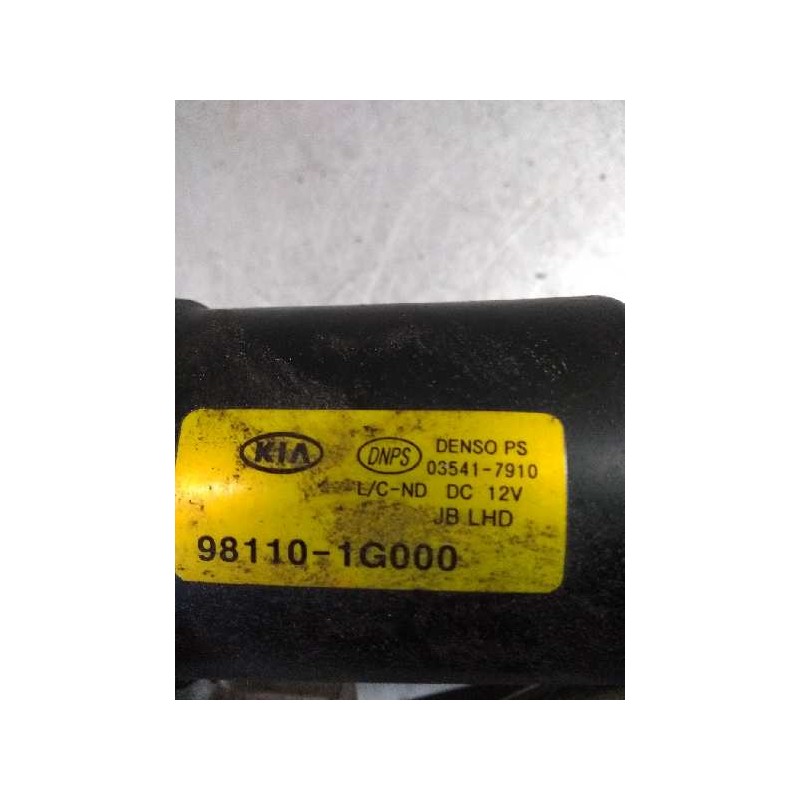 KIA DNPS DENSO PS
03541-7910
L/C-ND DC 12V
JB LHD
98110-1G000